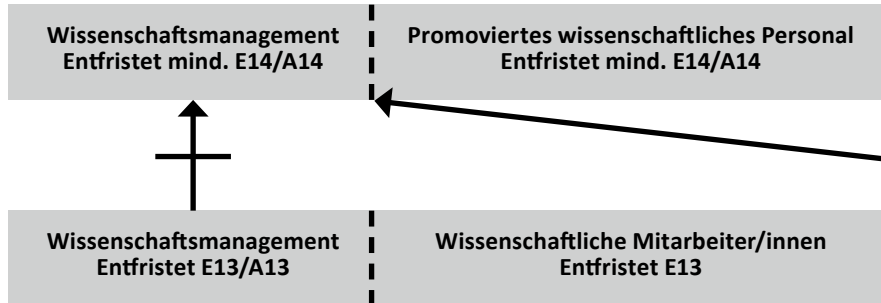 Wissenschaftsmanagement
Entfristet mind. E14/A14
Promoviertes wissenschaftliches Personal
Entfristet mind. E14/A14
Wissenschaftsmanagement
Entfristet E13/A13
Wissenschaftliche Mitarbeiter/innen
Entfristet E13